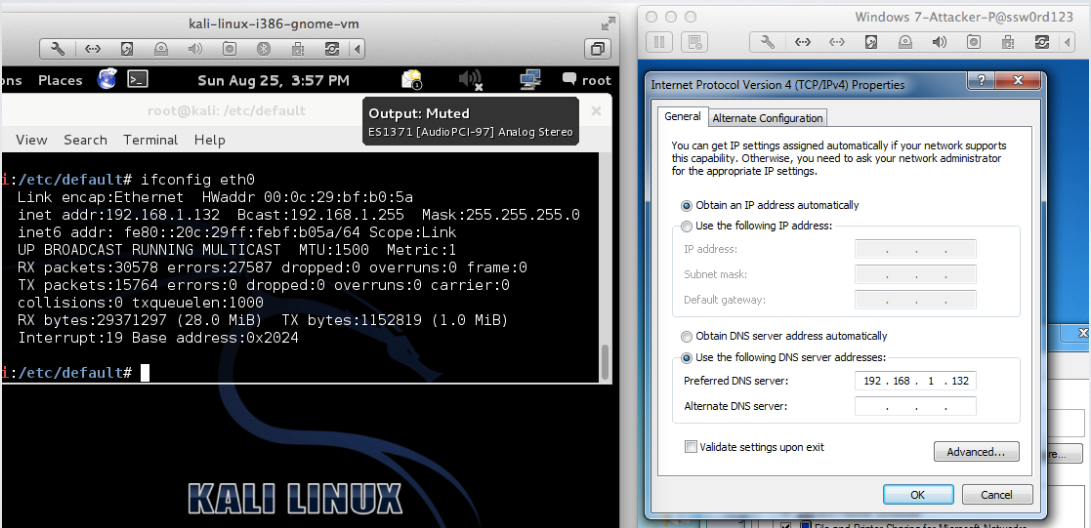 kali-linux-i386-gnome-vm
ons Places Sun Aug 25, 3:57 PM root
root@kali: /etc/default
Output: Muted
ES1371 [AudioPCI-97] Analog Stereo
View Search Terminal Help
i:/etc/default# ifconfig eth0
Link encap:Ethernet HWaddr 00:0c:29:bf:b0:5a
inet addr:192.168.1.132 Bcast:192.168.1.255 Mask:255.255.255.0
inet6 addr: fe80::20c:29ff:febf:b05a/64 Scope:Link
UP BROADCAST RUNNING MULTICAST MTU:1500 Metric:1
RX packets:30578 errors:27587 dropped:0 overruns:0 frame:0
TX packets:15764 errors:0 dropped:0 overruns:0 carrier:0
collisions:0 txqueuelen:1000
RX bytes:29371297 (28.0 MiB) TX bytes:1152819 (1.0 MiB)
Interrupt:19 Base address:0x2024
i:/etc/default#
KALI LINUX
Windows 7-Attacker-P@ssw0rd123
Internet Protocol Version 4 (TCP/IPv4) Properties
General Alternate Configuration
You can get IP settings assigned automatically if your network supports
this capability. Otherwise, you need to ask your network administrator
for the appropriate IP settings.
Obtain an IP address automatically
Use the following IP address:
IP address: . . .
Subnet mask: . . .
Default gateway: . . .
Obtain DNS server address automatically
Use the following DNS server addresses:
Preferred DNS server: 192 . 168 . 1 . 132
Alternate DNS server: . . .
Validate settings upon exit
Advanced...
re...
OK Cancel
File and Printer Sharing for Microsoft Networks